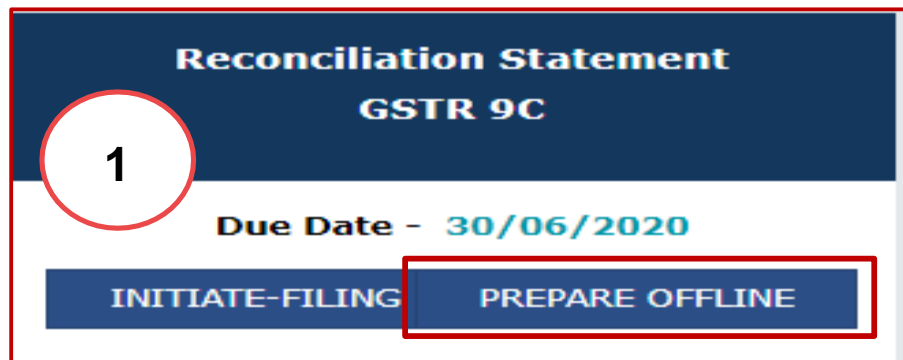 Reconciliation Statement
GSTR 9C
1
Due Date - 30/06/2020
INITIATE-FILING PREPARE OFFLINE